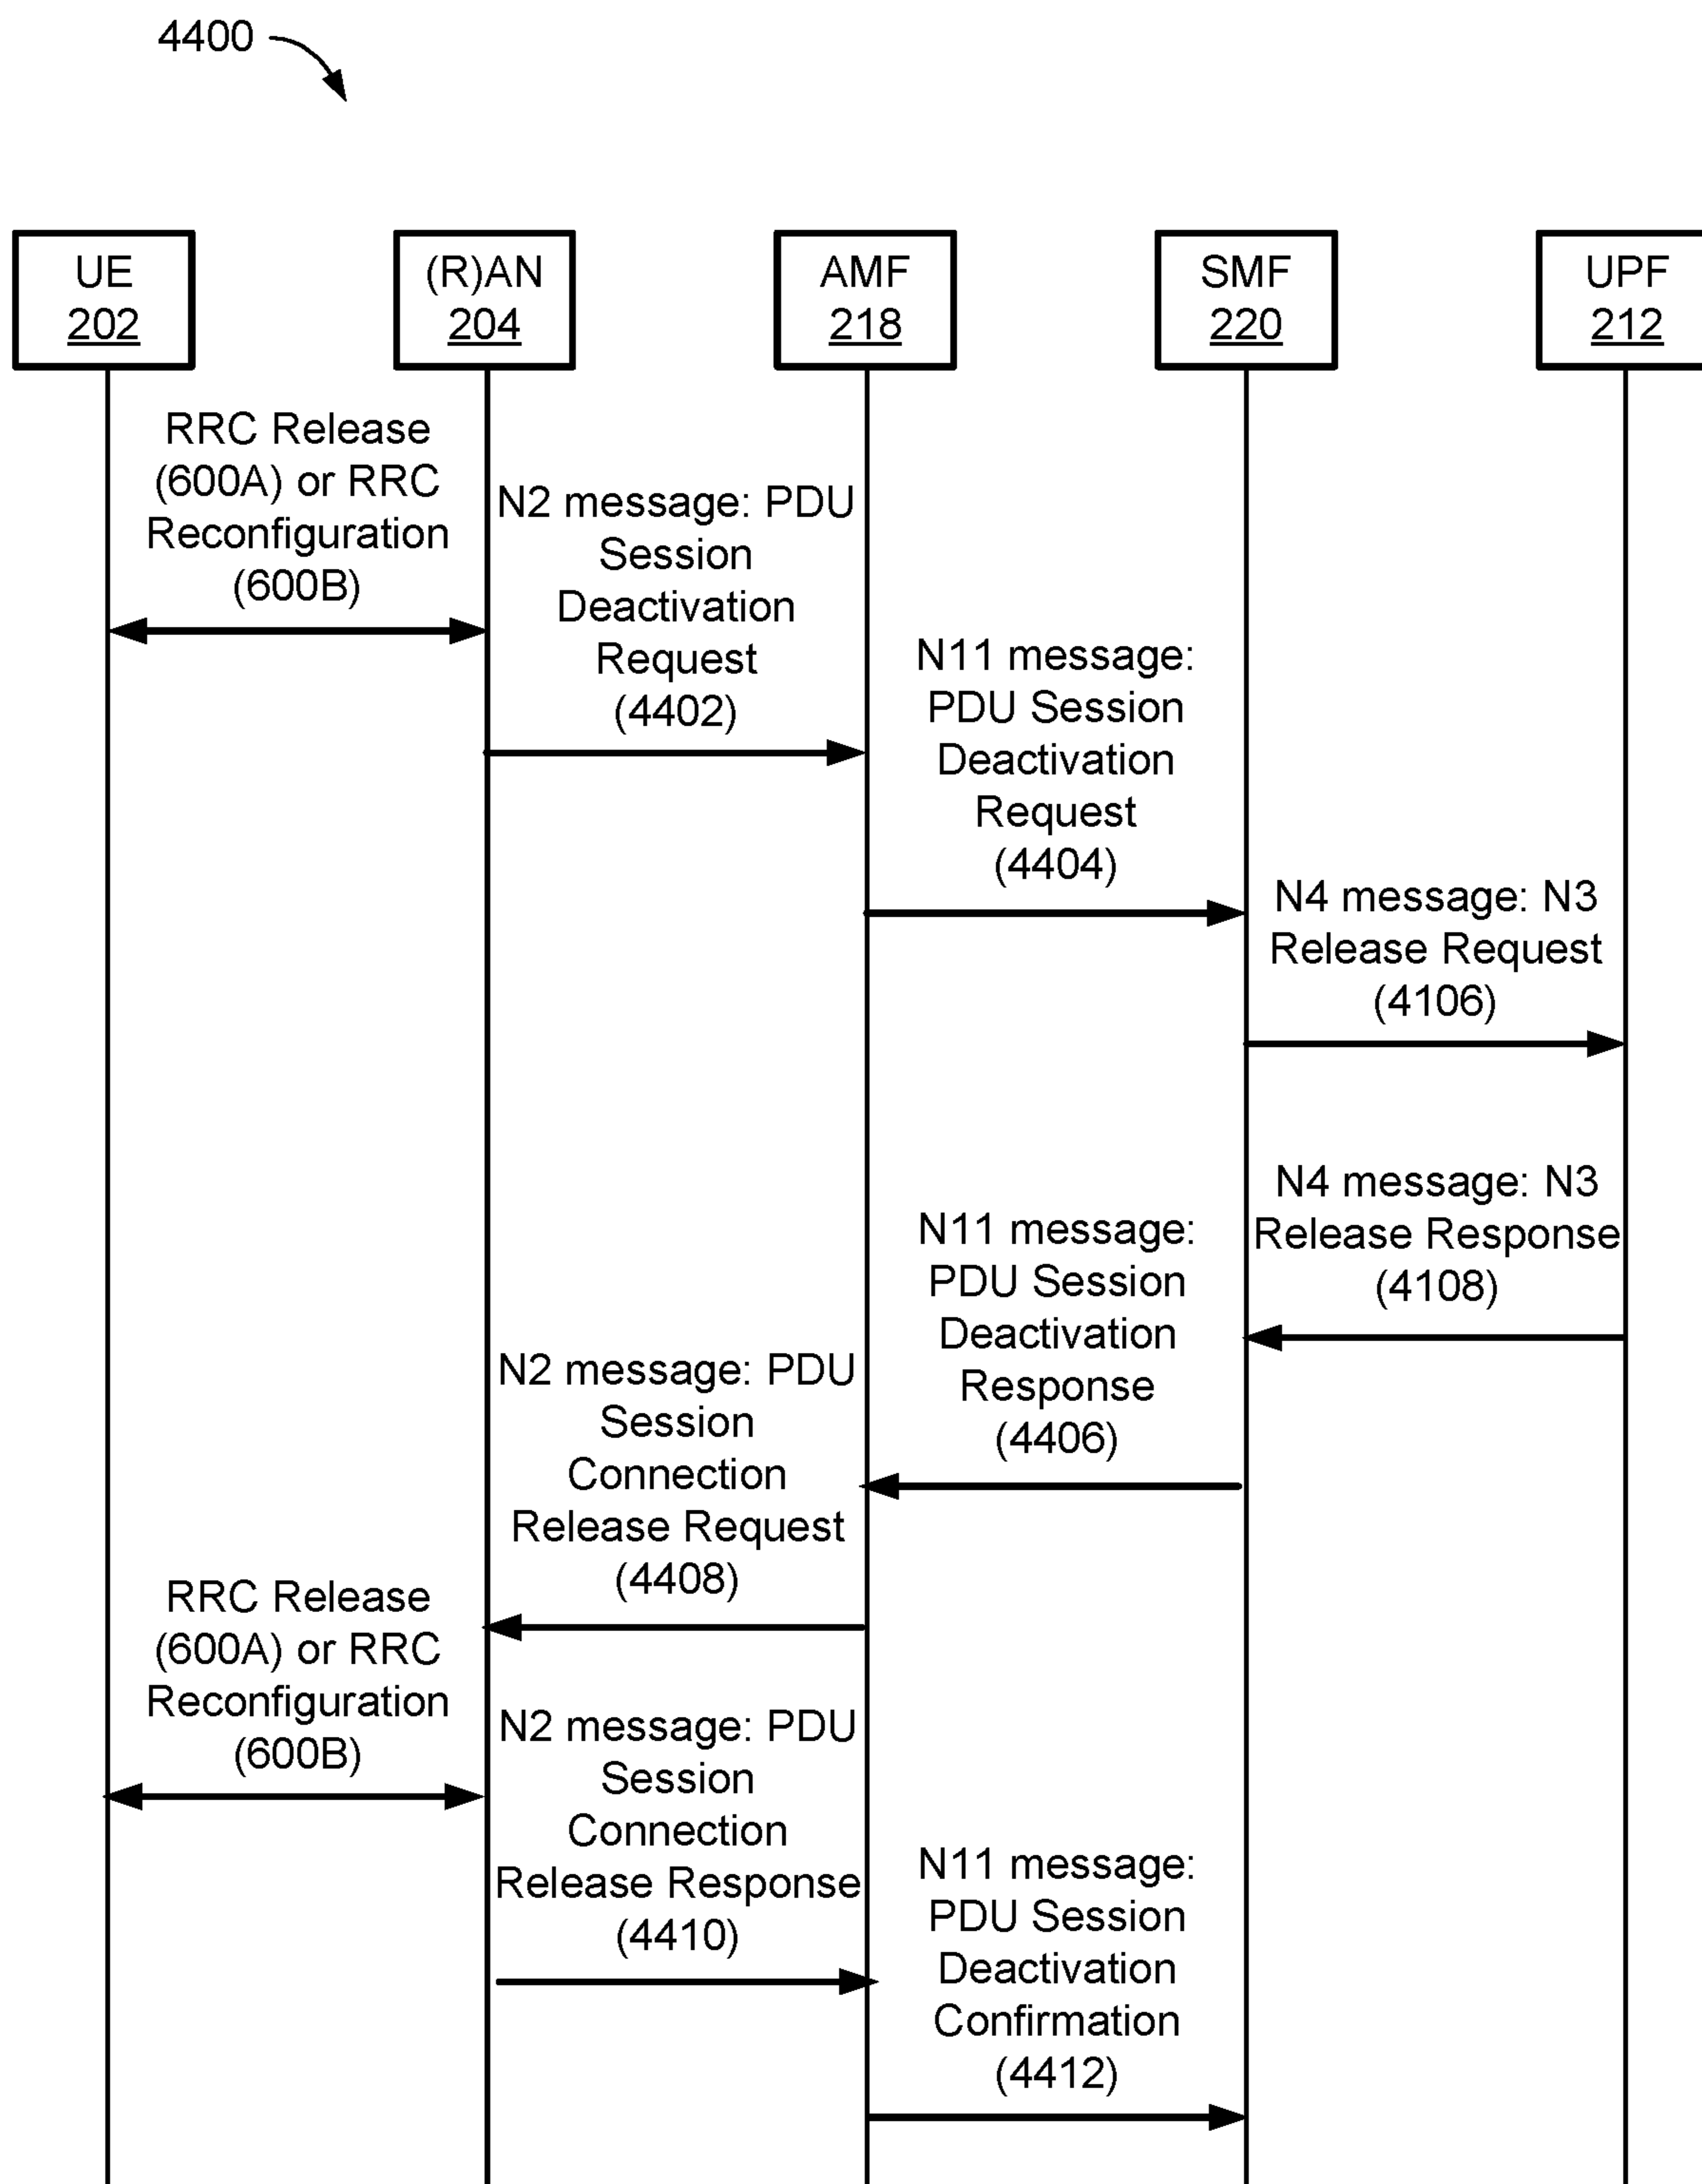 4400
UE
202
(R)AN
204
AMF
218
SMF
220
UPF
212
RRC Release
(600A) or RRC
Reconfiguration
(600B)
N2 message: PDU
Session
Deactivation
Request
(4402)
N11 message:
PDU Session
Deactivation
Request
(4404)
N4 message: N3
Release Request
(4106)
N4 message: N3
Release Response
(4108)
N11 message:
PDU Session
Deactivation
Response
(4406)
N2 message: PDU
Session
Connection
Release Request
(4408)
RRC Release
(600A) or RRC
Reconfiguration
(600B)
N2 message: PDU
Session
Connection
Release Response
(4410)
N11 message:
PDU Session
Deactivation
Confirmation
(4412)